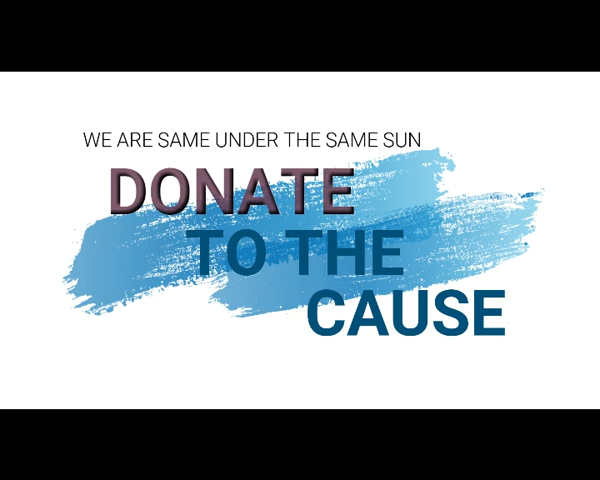 WE ARE SAME UNDER THE SAME SUN
DONATE
TO THE
CAUSE